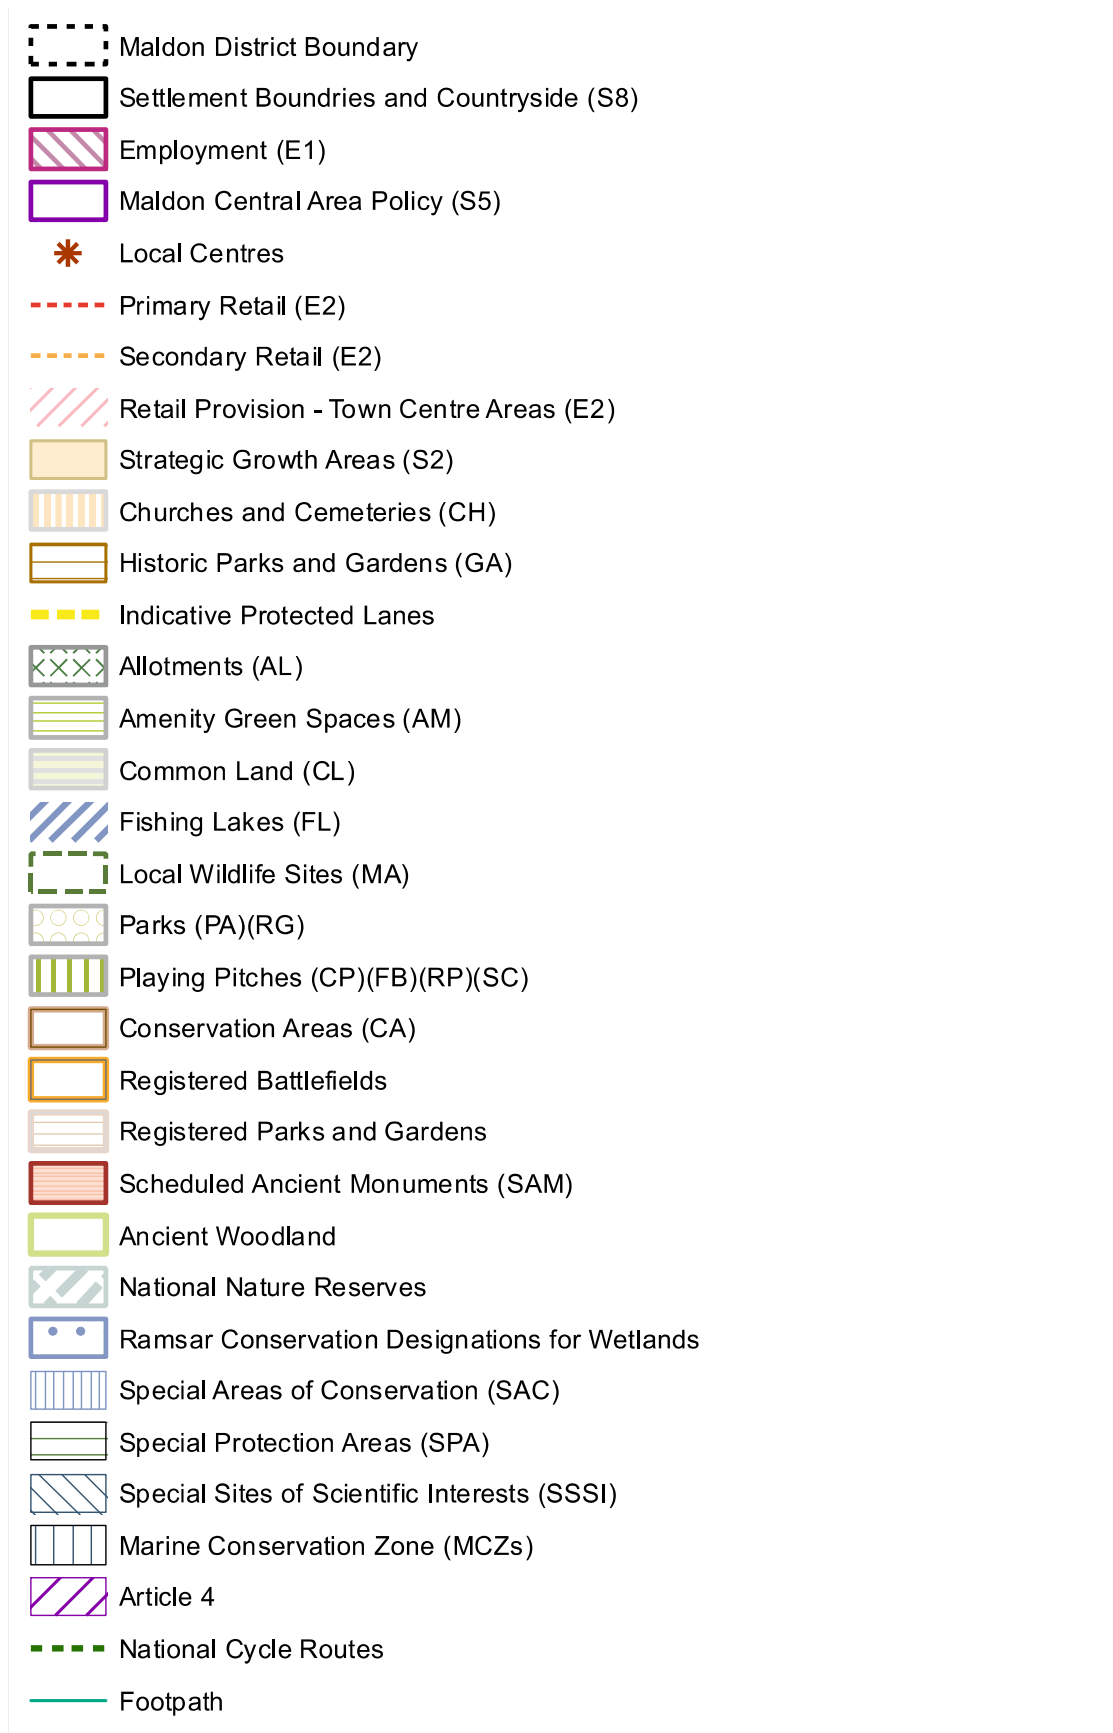 Maldon District Boundary
Settlement Boundries and Countryside (S8)
Employment (E1)
Maldon Central Area Policy (S5)
Local Centres
Primary Retail (E2)
Secondary Retail (E2)
Retail Provision - Town Centre Areas (E2)
Strategic Growth Areas (S2)
Churches and Cemeteries (CH)
Historic Parks and Gardens (GA)
Indicative Protected Lanes
Allotments (AL)
Amenity Green Spaces (AM)
Common Land (CL)
Fishing Lakes (FL)
Local Wildlife Sites (MA)
Parks (PA)(RG)
Playing Pitches (CP)(FB)(RP)(SC)
Conservation Areas (CA)
Registered Battlefields
Registered Parks and Gardens
Scheduled Ancient Monuments (SAM)
Ancient Woodland
National Nature Reserves
Ramsar Conservation Designations for Wetlands
Special Areas of Conservation (SAC)
Special Protection Areas (SPA)
Special Sites of Scientific Interests (SSSI)
Marine Conservation Zone (MCZs)
Article 4
National Cycle Routes
Footpath